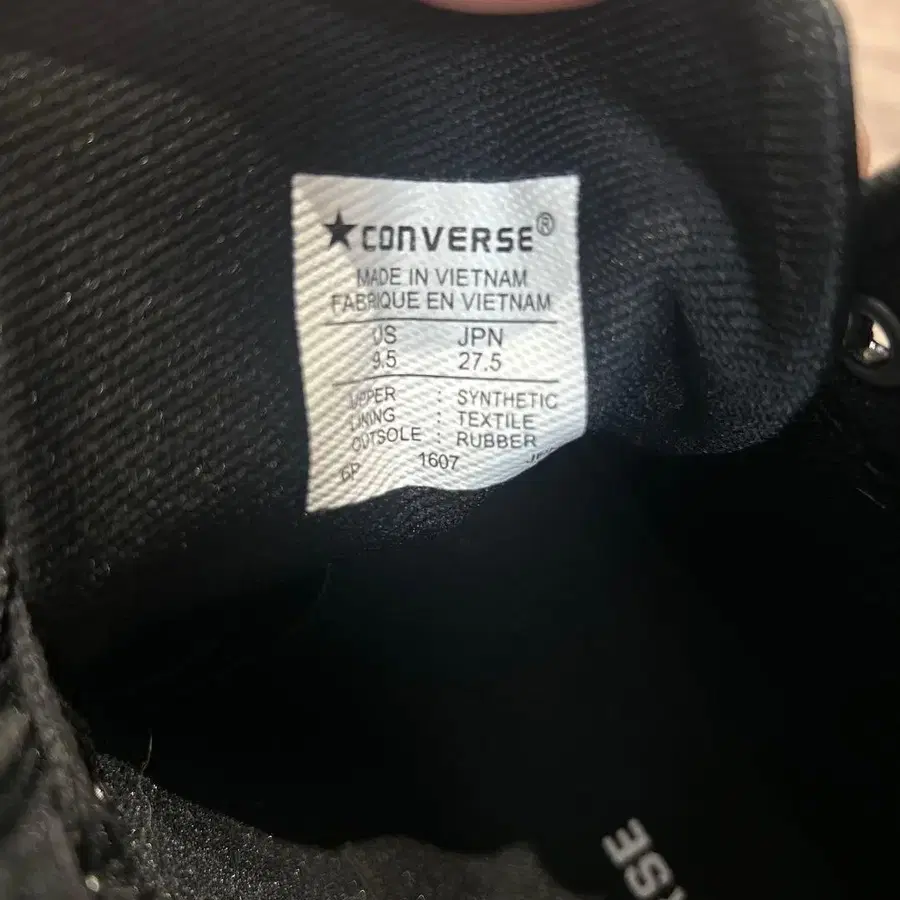 ★CONVERSE®
MADE IN VIETNAM
FABRIQUE EN VIETNAM
US JPN
9.5 27.5
UPPER : SYNTHETIC
LINING : TEXTILE
OUTSOLE : RUBBER
6P 1607